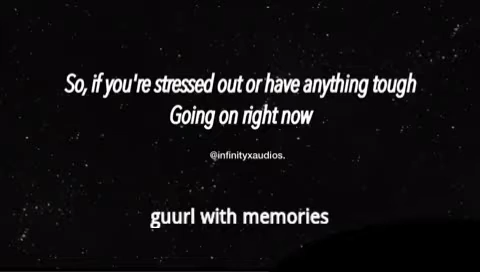 So, if you're stressed out or have anything tough
Going on right now
@infinityxaudios.
guurl with memories